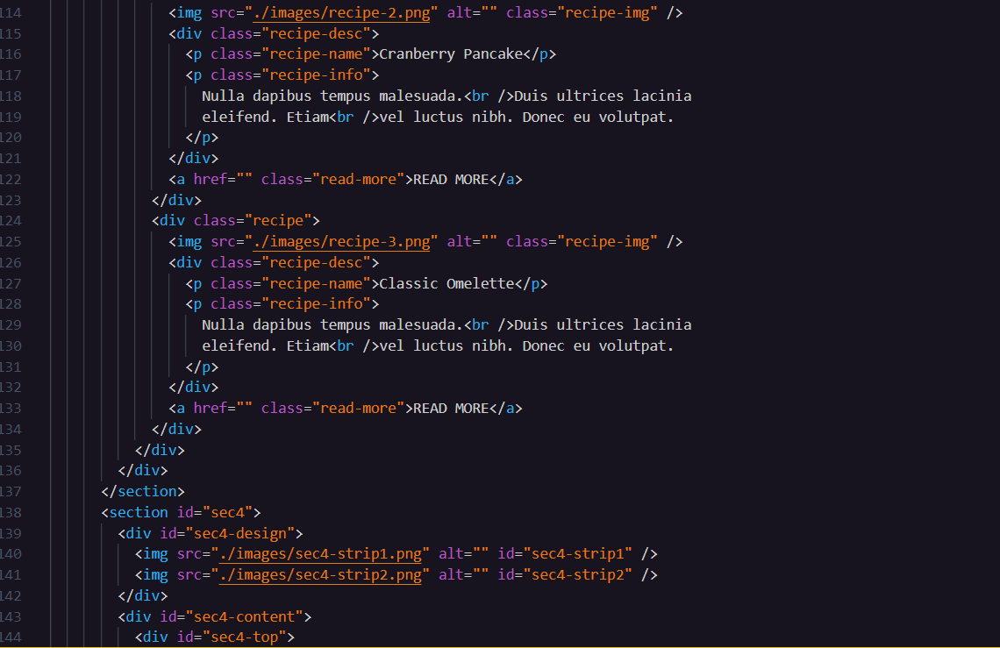 114 <img src="./images/recipe-2.png" alt="" class="recipe-img" />
115 <div class="recipe-desc">
116 <p class="recipe-name">Cranberry Pancake</p>
117 <p class="recipe-info">
118 Nulla dapibus tempus malesuada.<br />Duis ultrices lacinia
119 eleifend. Etiam<br />vel luctus nibh. Donec eu volutpat.
120 </p>
121 </div>
122 <a href="" class="read-more">READ MORE</a>
123 </div>
124 <div class="recipe">
125 <img src="./images/recipe-3.png" alt="" class="recipe-img" />
126 <div class="recipe-desc">
127 <p class="recipe-name">Classic Omelette</p>
128 <p class="recipe-info">
129 Nulla dapibus tempus malesuada.<br />Duis ultrices lacinia
130 eleifend. Etiam<br />vel luctus nibh. Donec eu volutpat.
131 </p>
132 </div>
133 <a href="" class="read-more">READ MORE</a>
134 </div>
135 </div>
136 </div>
137 </section>
138 <section id="sec4">
139 <div id="sec4-design">
140 <img src="./images/sec4-strip1.png" alt="" id="sec4-strip1" />
141 <img src="./images/sec4-strip2.png" alt="" id="sec4-strip2" />
142 </div>
143 <div id="sec4-content">
144 <div id="sec4-top">